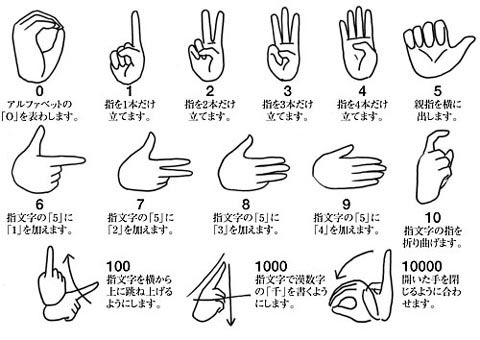 0
アルファベットの
「O」を表わします。
1
指を1本だけ
立てます。
2
指を2本だけ
立てます。
3
指を3本だけ
立てます。
4
指を4本だけ
立てます。
5
親指を横に
出します。
6
指文字の「5」に
「1」を加えます。
7
指文字の「5」に
「2」を加えます。
8
指文字の「5」に
「3」を加えます。
9
指文字の「5」に
「4」を加えます。
10
指文字の指を
折り曲げます。
100
指文字を横から
上に跳ね上げる
ようにします。
1000
指文字で漢数字
の「千」を書くよう
にします。
10000
開いた手を閉
じるように合わ
せます。